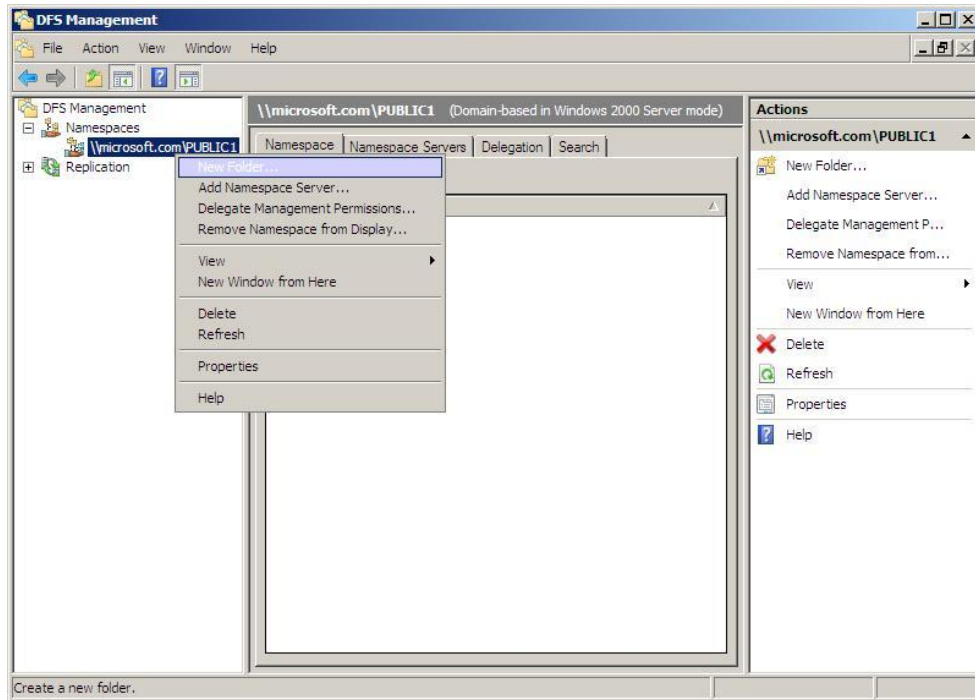 DFS Management
File Action View Window Help
DFS Management
Namespaces
\\microsoft.com\PUBLIC1
Replication
\\microsoft.com\PUBLIC1 (Domain-based in Windows 2000 Server mode)
Namespace Namespace Servers Delegation Search
New Folder...
Add Namespace Server...
Delegate Management Permissions...
Remove Namespace from Display...
View
New Window from Here
Delete
Refresh
Properties
Help
Actions
\\microsoft.com\PUBLIC1
New Folder...
Add Namespace Server...
Delegate Management P...
Remove Namespace from...
View
New Window from Here
Delete
Refresh
Properties
Help
Create a new folder.